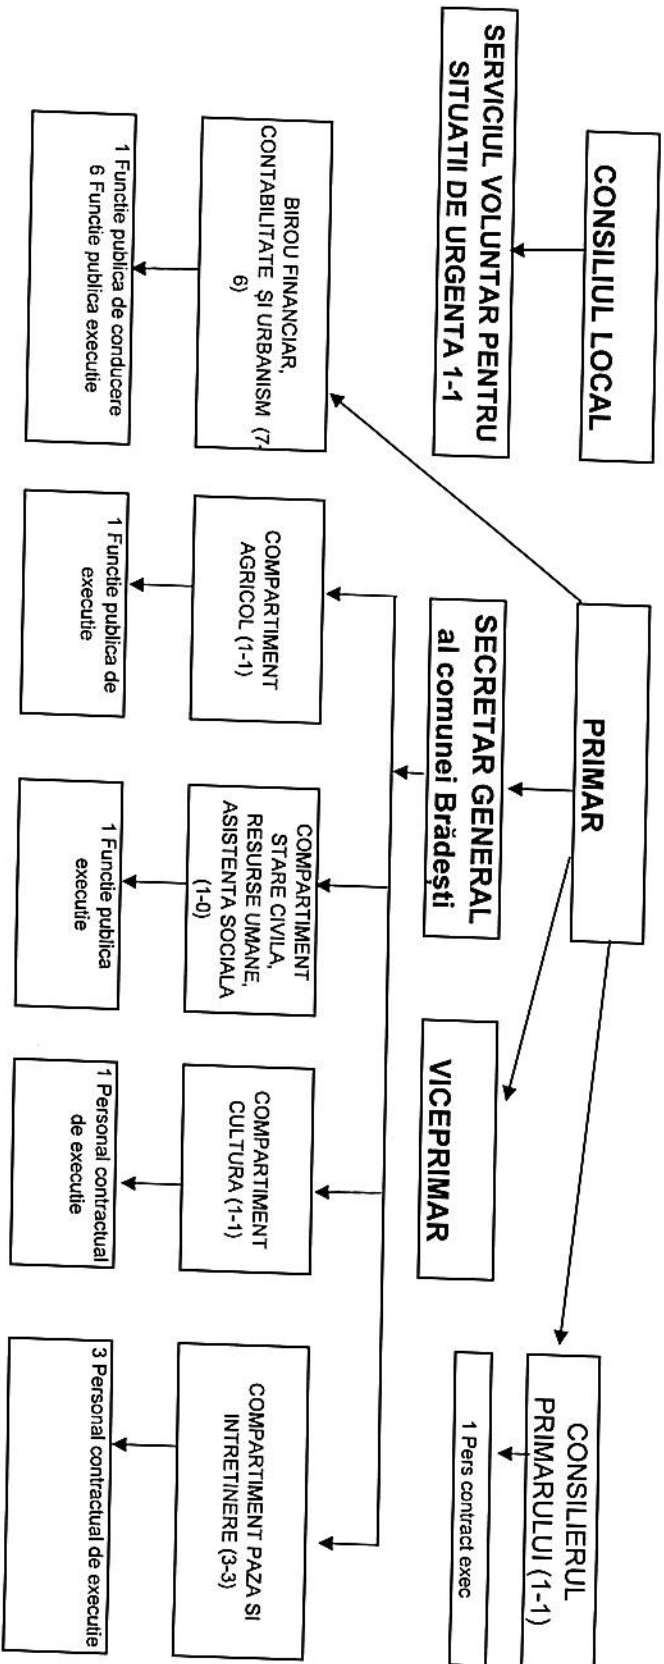 CONSILIUL LOCAL
PRIMAR
CONSILIERUL
PRIMARULUI (1-1)
SERVICIUL VOLUNTAR PENTRU
SITUATII DE URGENTA 1-1
SECRETAR GENERAL
al comunei Brădești
VICEPRIMAR
1 Pers contract exec
BIROU FINANCIAR,
CONTABILITATE ȘI URBANISM (7-
6)
COMPARTIMENT
AGRICOL (1-1)
COMPARTIMENT
STARE CIVILA,
RESURSE UMANE,
ASISTENTA SOCIALA
(1-0)
COMPARTIMENT
CULTURA (1-1)
COMPARTIMENT PAZA SI
INTRETINERE (3-3)
1 Functie publica de conducere
6 Functie publica executie
1 Functie publica de
executie
1 Functie publica
executie
1 Personal contractual
de executie
3 Personal contractual de executie